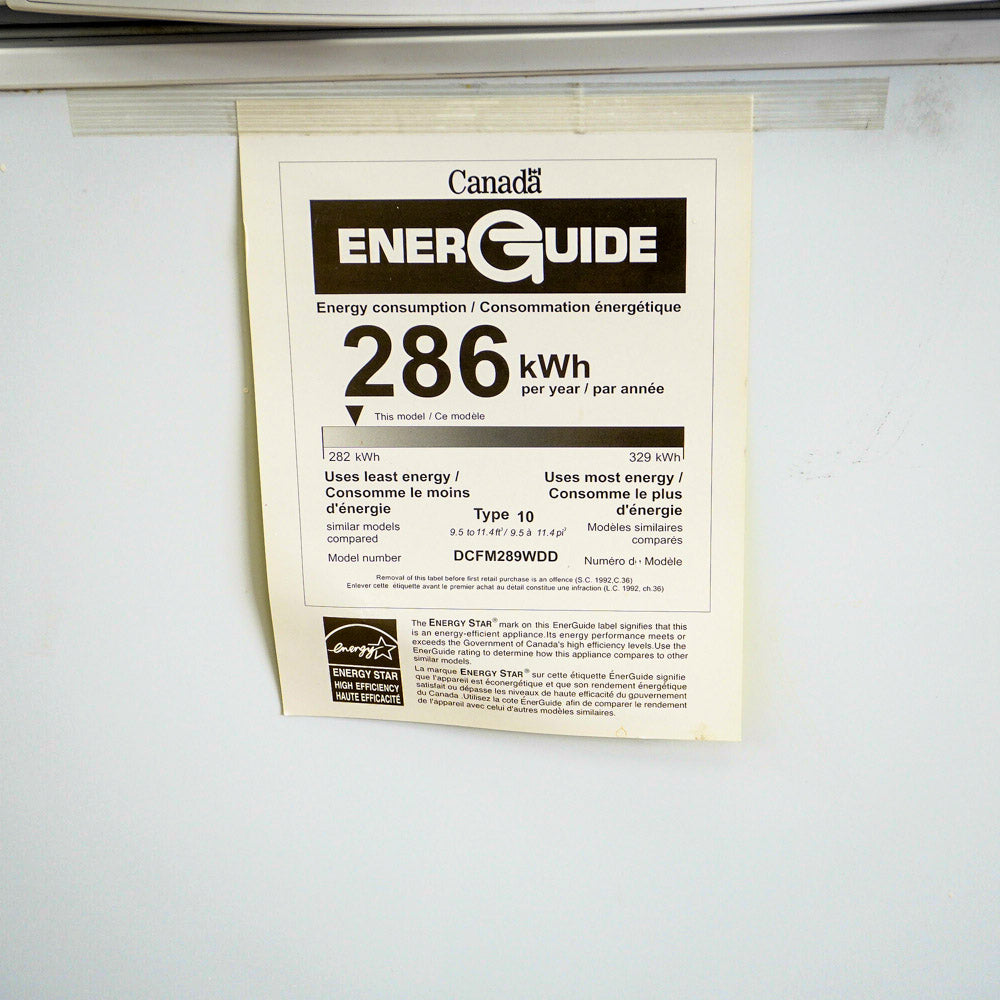 Canada
ENERGUIDE
Energy consumption / Consommation énergétique
286 kWh
per year / par année
This model / Ce modèle
282 kWh 329 kWh
Uses least energy / Uses most energy /
Consomme le moins Consomme le plus
d'énergie d'énergie
Type 10
similar models Modèles similaires
compared comparés
9.5 to 11.4 ft³/ 9.5 à 11.4 pi³
Model number DCFM289WDD Numéro Modèle
Removal of this label before first retail purchase is an offence (S.C. 1992,C.36)
Enlever cette étiquette avant le premier achat au détail constitue une infraction (L.C. 1992, ch.36)
energy
ENERGY STAR
HIGH EFFICIENCY
HAUTE EFFICACITÉ
The ENERGY STAR® mark on this EnerGuide label signifies that this
is an energy-efficient appliance.Its energy performance meets or
exceeds the Government of Canada's high efficiency levels.Use the
EnerGuide rating to determine how this appliance compares to other
similar models.
La marque ENERGY STAR® sur cette étiquette ÉnerGuide signifie
que l'appareil est éconergétique et que son rendement énergétique
satisfait ou dépasse les niveaux de haute efficacité du gouvernement
du Canada .Utilisez la cote ÉnerGuide afin de comparer le rendement
de l'appareil avec celui d'autres modèles similaires.